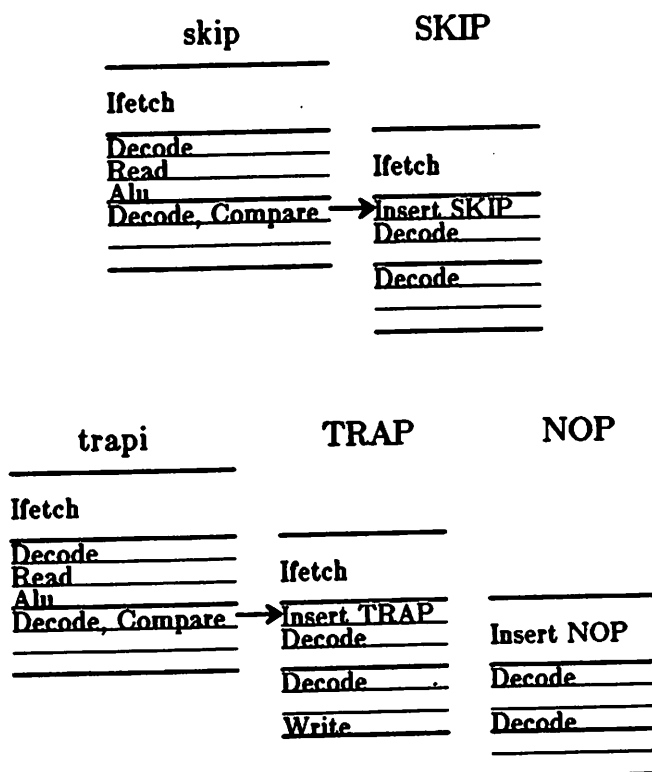 skip SKIP
Ifetch
Decode
Read
Alu
Decode, Compare
Ifetch
Insert SKIP
Decode
Decode
trapi TRAP NOP
Ifetch
Decode
Read
Alu
Decode, Compare
Ifetch
Insert TRAP
Decode
Decode
Write
Insert NOP
Decode
Decode